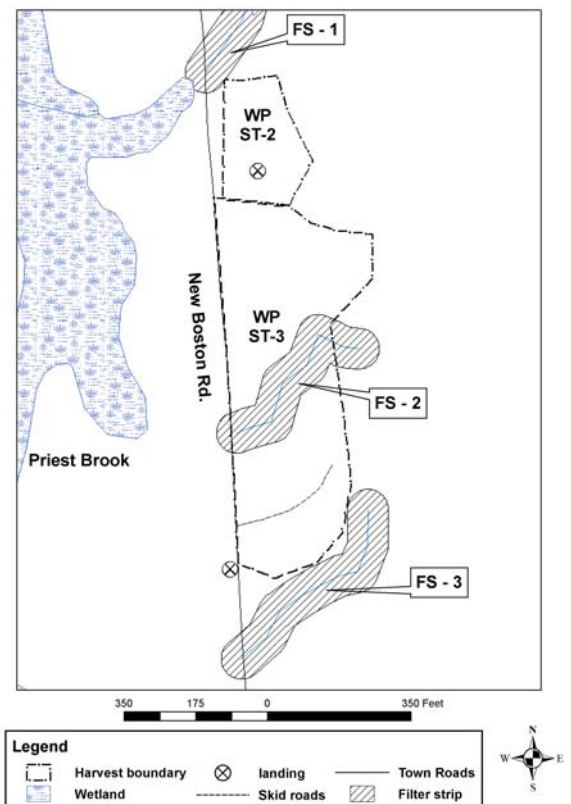 FS - 1
WP
ST-2
New Boston Rd.
WP
ST-3
FS - 2
Priest Brook
FS - 3
350 175 0 350 Feet
Legend
Harvest boundary landing Town Roads
Wetland Skid roads Filter strip
N
W E
S